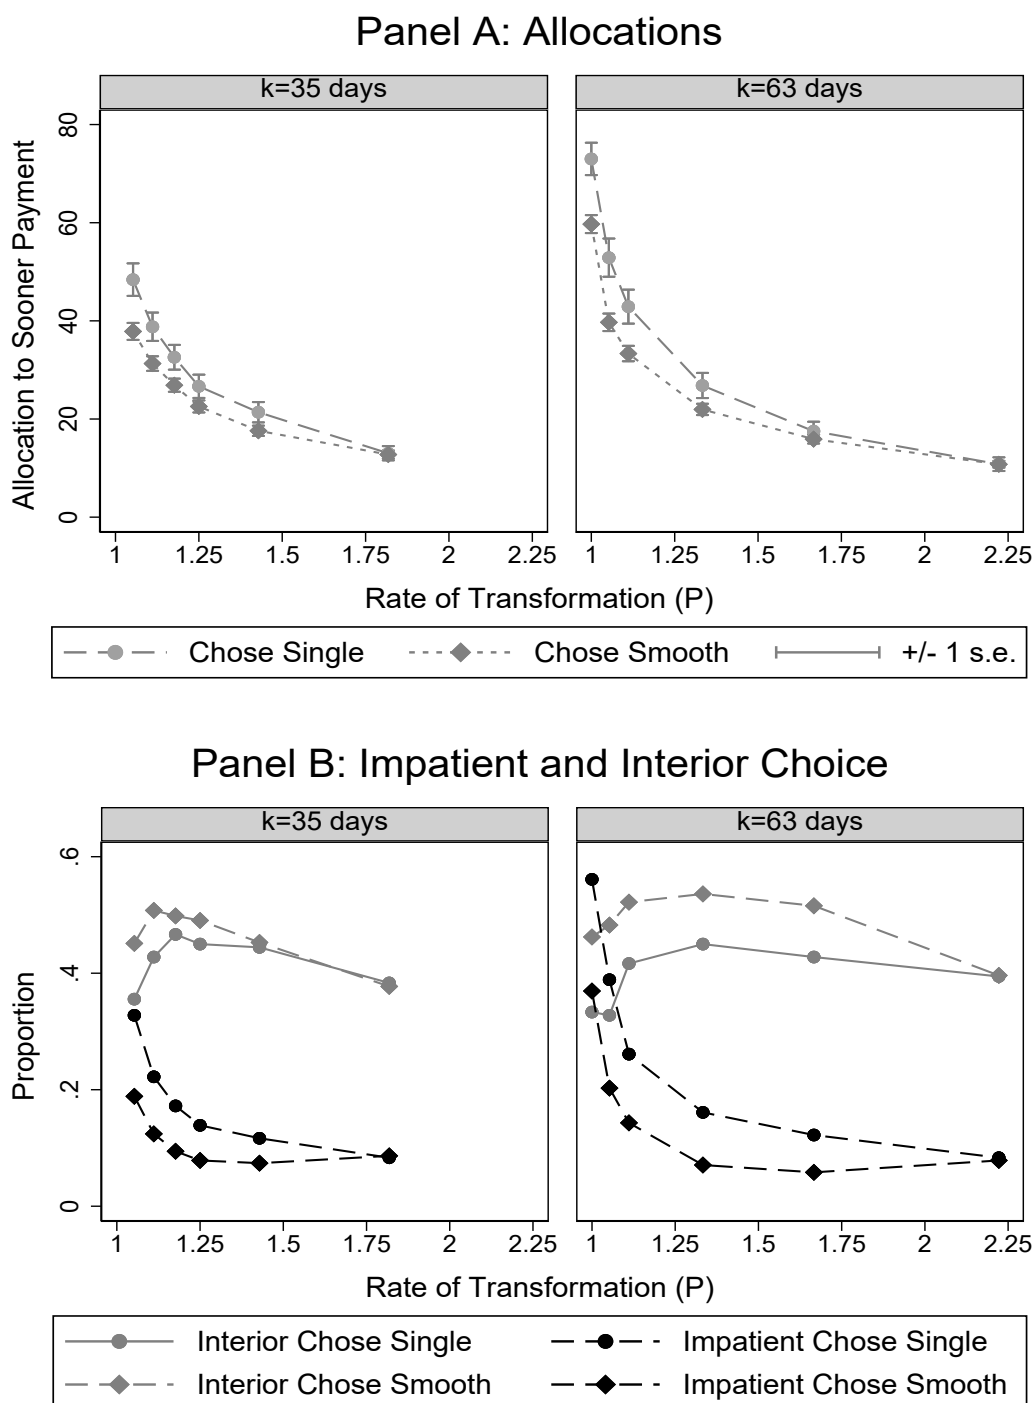 Panel A: Allocations
k=35 days
k=63 days
Allocation to Sooner Payment
80
60
40
20
0
1 1.25 1.5 1.75 2 2.25
1 1.25 1.5 1.75 2 2.25
Rate of Transformation (P)
Chose Single
Chose Smooth
+/- 1 s.e.
Panel B: Impatient and Interior Choice
k=35 days
k=63 days
Proportion
.6
.4
.2
0
1 1.25 1.5 1.75 2 2.25
1 1.25 1.5 1.75 2 2.25
Rate of Transformation (P)
Interior Chose Single
Impatient Chose Single
Interior Chose Smooth
Impatient Chose Smooth